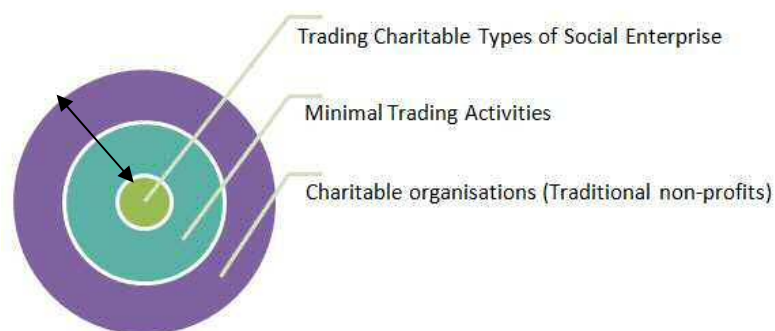 Trading Charitable Types of Social Enterprise
Minimal Trading Activities
Charitable organisations (Traditional non-profits)